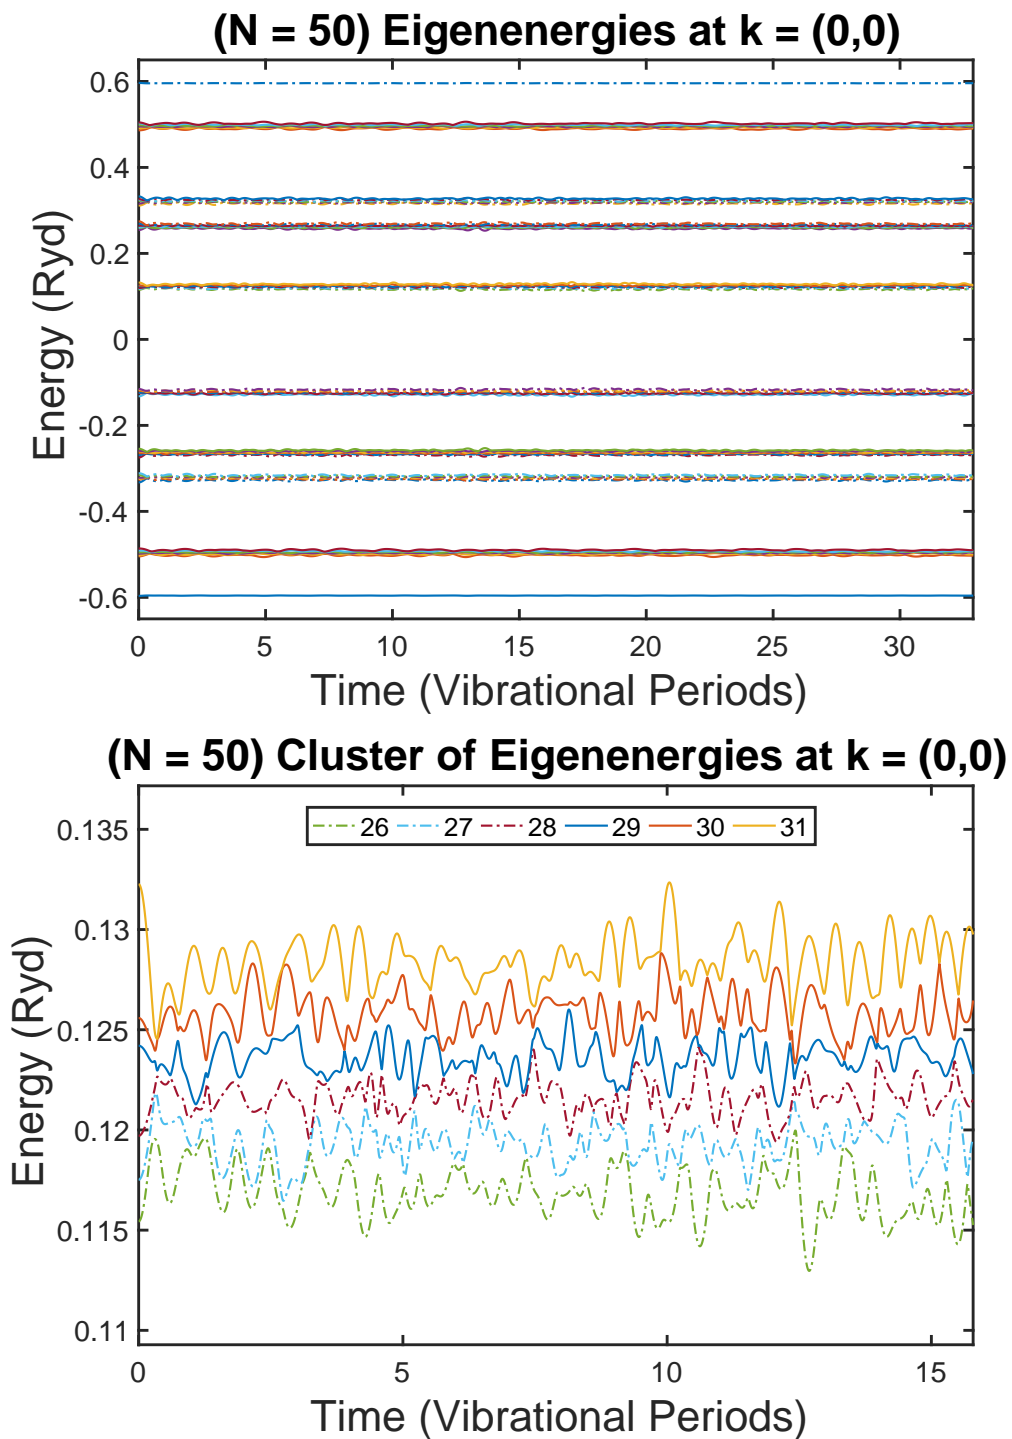 (N = 50) Eigenenergies at k = (0,0)
0.6
0.4
0.2
0
-0.2
-0.4
-0.6
Energy (Ryd)
0 5 10 15 20 25 30
Time (Vibrational Periods)
(N = 50) Cluster of Eigenenergies at k = (0,0)
26 27 28 29 30 31
0.135
0.13
0.125
0.12
0.115
0.11
Energy (Ryd)
0 5 10 15
Time (Vibrational Periods)